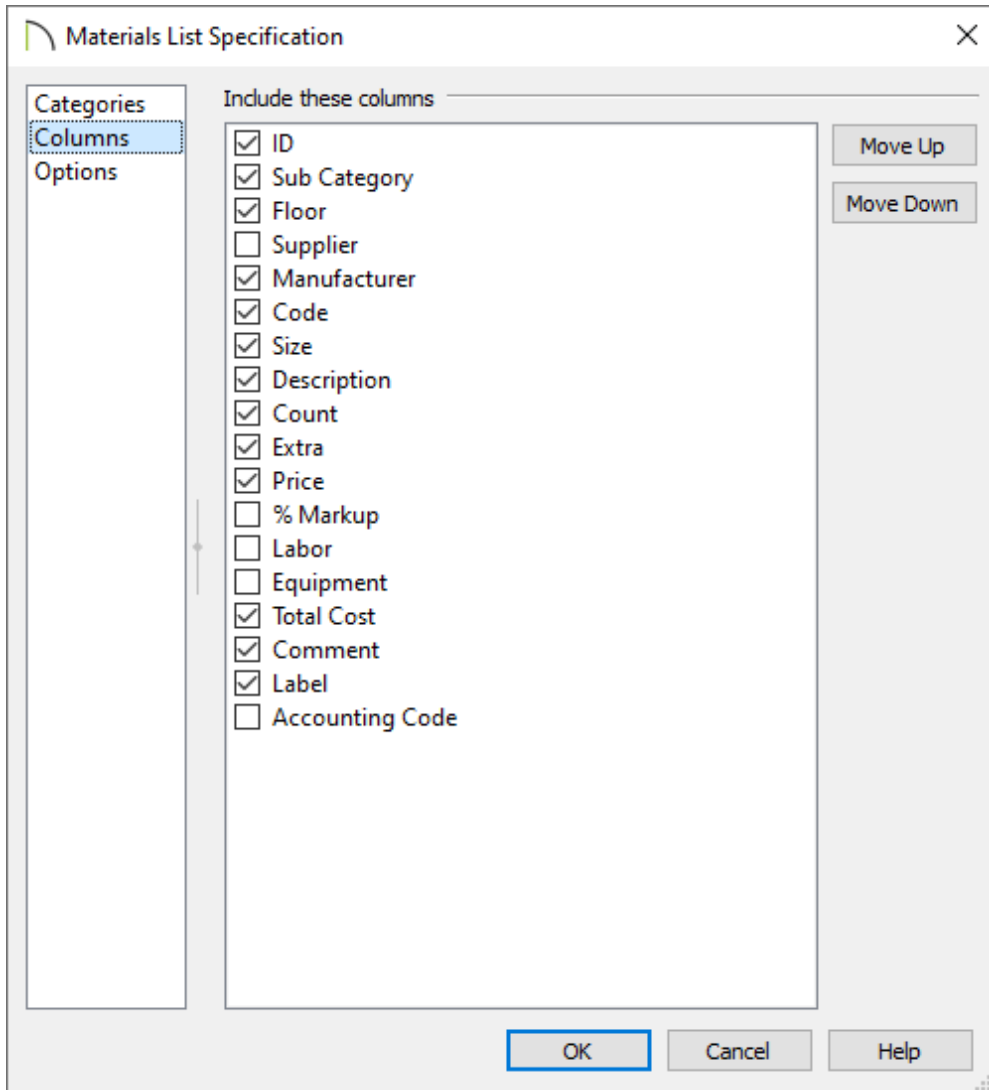 Materials List Specification
Categories
Columns
Options
Include these columns
ID
Sub Category
Floor
Supplier
Manufacturer
Code
Size
Description
Count
Extra
Price
% Markup
Labor
Equipment
Total Cost
Comment
Label
Accounting Code
Move Up
Move Down
OK
Cancel
Help